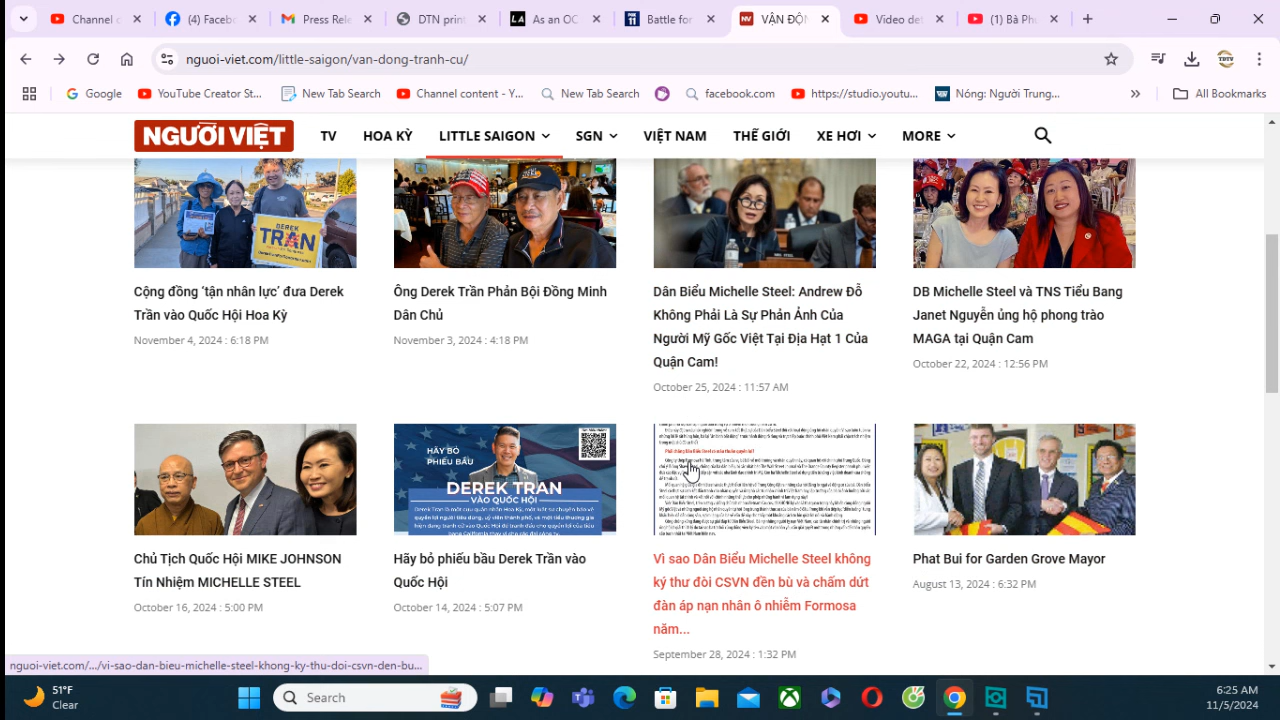 Channel c
(4) Faceb
Press Rele
DTN print
As an OC
Battle for
VẬN ĐỘN
Video det
(1) Bà Ph
nguoi-viet.com/little-saigon/van-dong-tranh-cu/
Google
YouTube Creator St...
New Tab Search
Channel content - Y...
New Tab Search
facebook.com
https://studio.youtu...
Nóng: Người Trung...
All Bookmarks
NGƯỜI VIỆT
TV
HOA KỲ
LITTLE SAIGON
SGN
VIỆT NAM
THẾ GIỚI
XE HƠI
MORE
DEREK
TRAN
Cộng đồng 'tận nhân lực' đưa Derek
Trần vào Quốc Hội Hoa Kỳ
November 4, 2024 : 6:18 PM
Ông Derek Trần Phản Bội Đồng Minh
Dân Chủ
November 3, 2024 : 4:18 PM
Dân Biểu Michelle Steel: Andrew Đỗ
Không Phải Là Sự Phản Ảnh Của
Người Mỹ Gốc Việt Tại Địa Hạt 1 Của
Quận Cam!
October 25, 2024 : 11:57 AM
DB Michelle Steel và TNS Tiểu Bang
Janet Nguyễn ủng hộ phong trào
MAGA tại Quận Cam
October 22, 2024 : 12:56 PM
HÃY BỎ
PHIẾU BẦU
DEREK TRAN
VÀO QUỐC HỘI
Chủ Tịch Quốc Hội MIKE JOHNSON
Tín Nhiệm MICHELLE STEEL
October 16, 2024 : 5:00 PM
Hãy bỏ phiếu bầu Derek Trần vào
Quốc Hội
October 14, 2024 : 5:07 PM
Vì sao Dân Biểu Michelle Steel không
ký thư đòi CSVN đền bù và chấm dứt
đàn áp nạn nhân ô nhiễm Formosa
năm...
September 28, 2024 : 1:32 PM
Phat Bui for Garden Grove Mayor
August 13, 2024 : 6:32 PM
nguoi-viet.com/.../vi-sao-dan-bieu-michelle-steel-khong-ky-thu-doi-csvn-den-bu...
51°F
Clear
Search
6:25 AM
11/5/2024